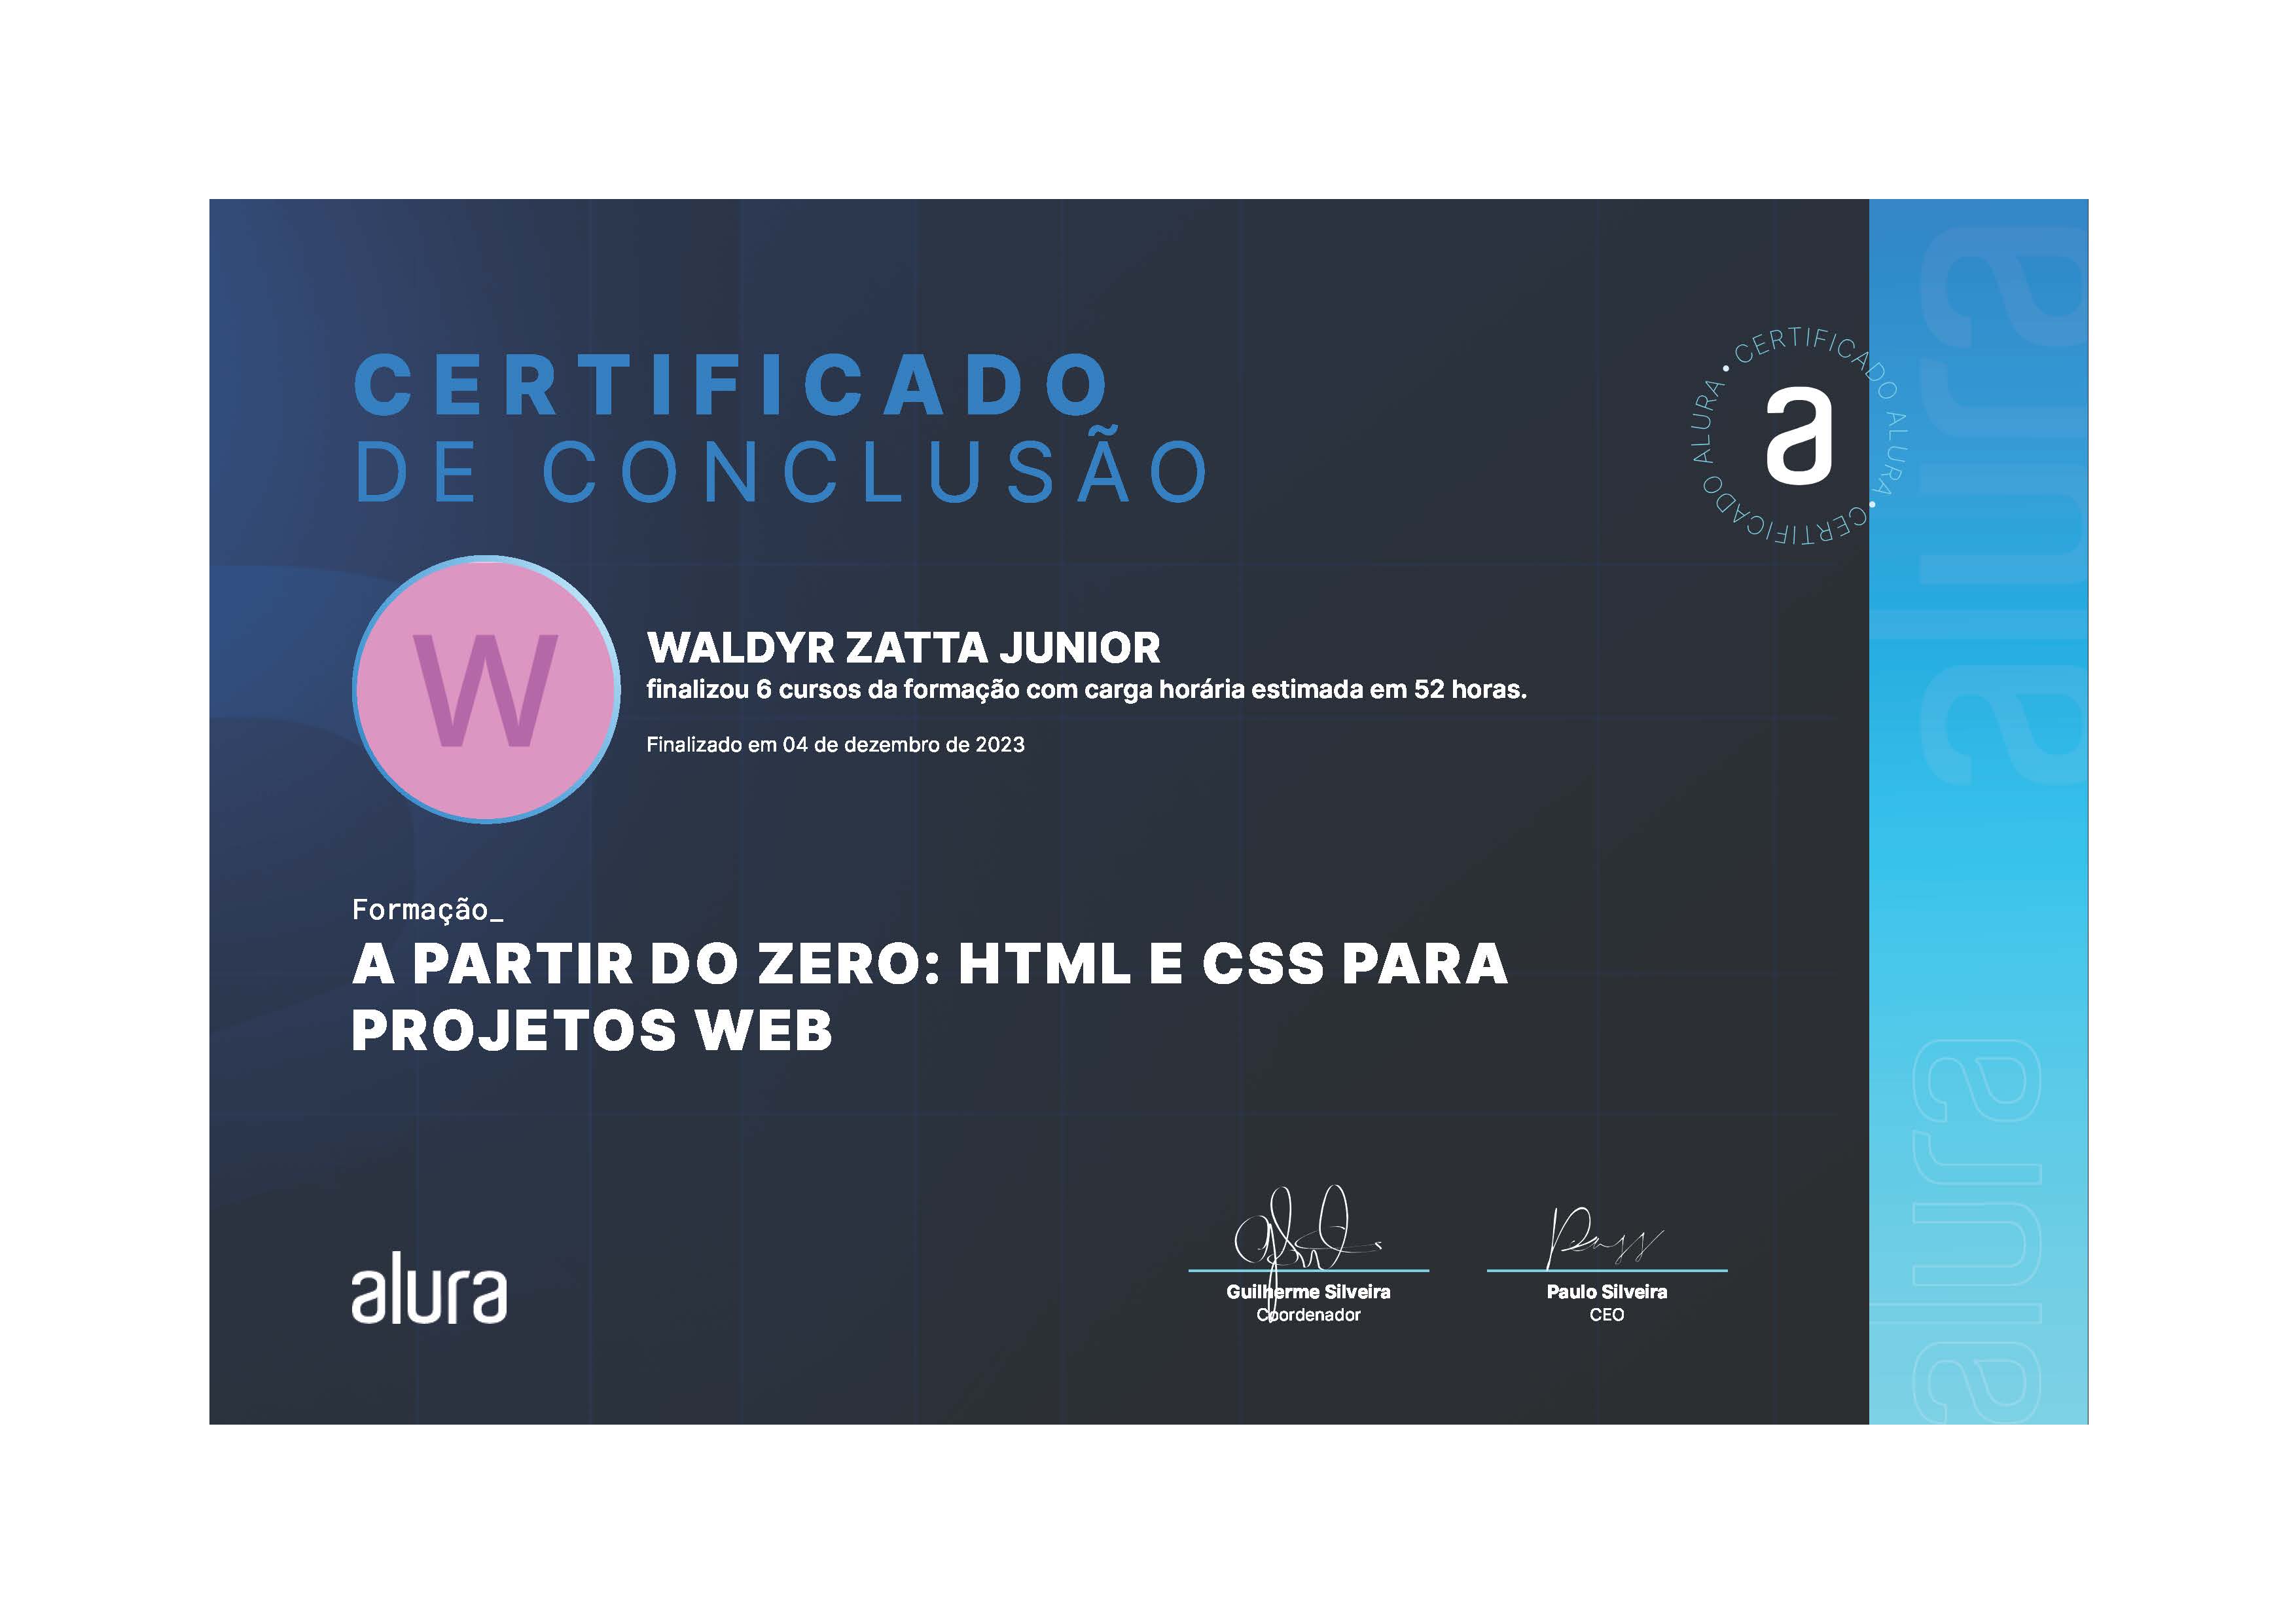 CERTIFICADO
DE CONCLUSÃO
CERTIFICADO ALURA • CERTIFICADO ALURA •
a
W
WALDYR ZATTA JUNIOR
finalizou 6 cursos da formação com carga horária estimada em 52 horas.
Finalizado em 04 de dezembro de 2023
Formação_
A PARTIR DO ZERO: HTML E CSS PARA
PROJETOS WEB
alura
Guilherme Silveira
Coordenador
Paulo Silveira
CEO
alura
alura
a